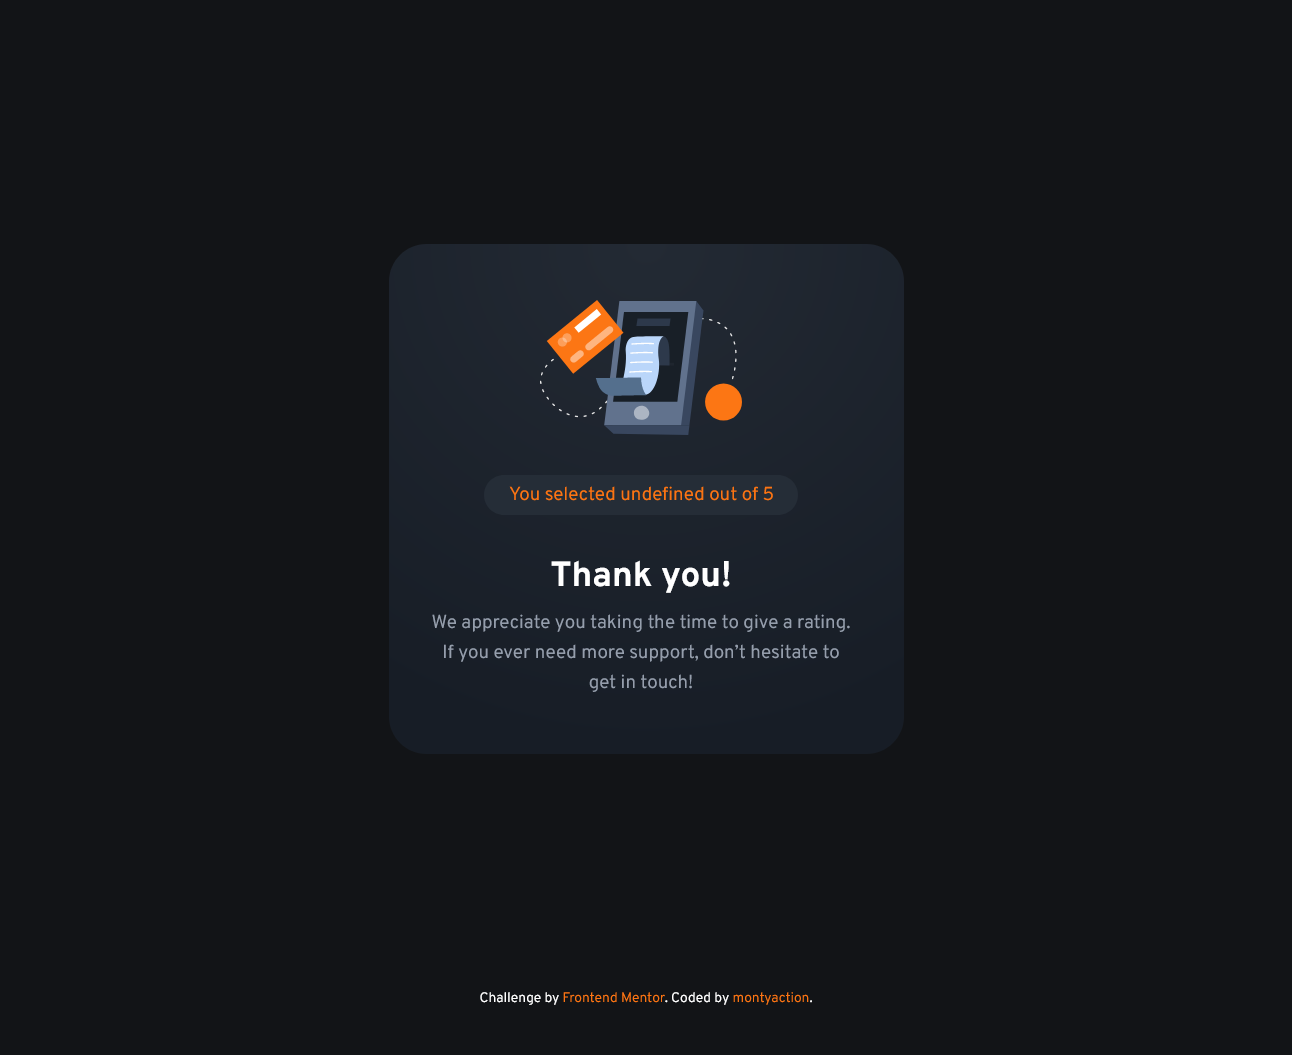 You selected undefined out of 5
Thank you!
We appreciate you taking the time to give a rating.
If you ever need more support, don’t hesitate to
get in touch!
Challenge by Frontend Mentor. Coded by montyaction.